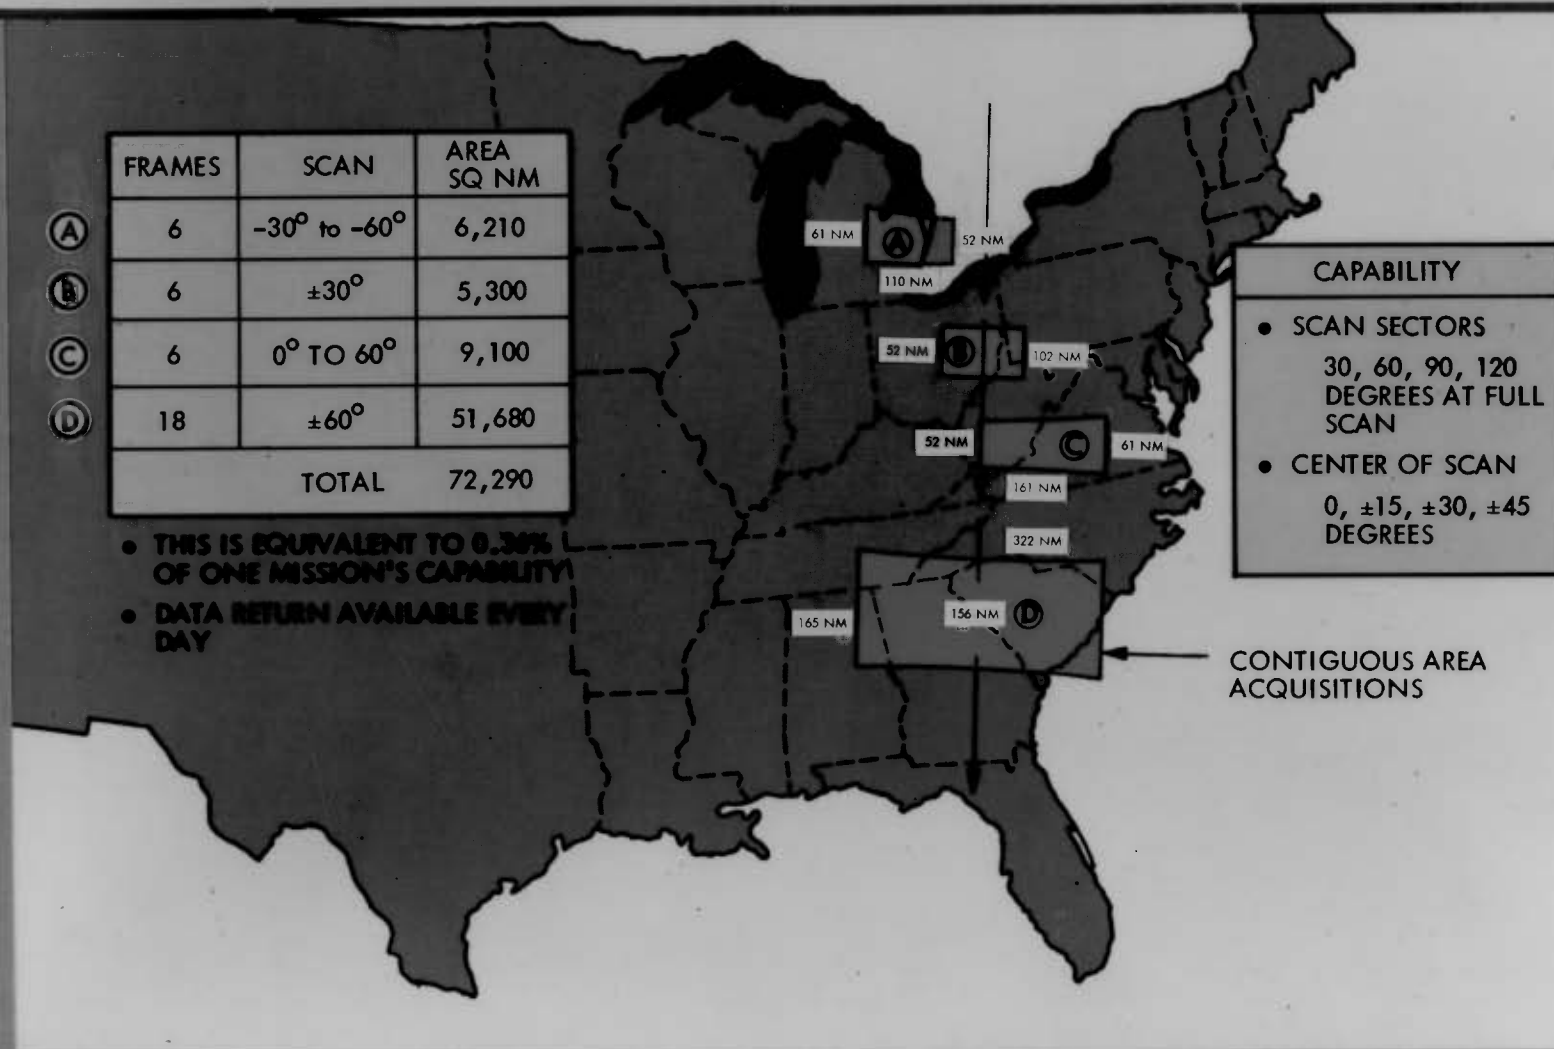 FRAMES SCAN AREA SQ NM
A 6 -30° to -60° 6,210
B 6 ±30° 5,300
C 6 0° TO 60° 9,100
D 18 ±60° 51,680
TOTAL 72,290
• THIS IS EQUIVALENT TO
OF ONE MISSION'S CAPABILITY
• DATA RETURN AVAILABLE EVERY
DAY
61 NM
A
52 NM
110 NM
52 NM
B
102 NM
52 NM
C
61 NM
161 NM
322 NM
165 NM
156 NM
D
CAPABILITY
• SCAN SECTORS
30, 60, 90, 120
DEGREES AT FULL
SCAN
• CENTER OF SCAN
0, ±15, ±30, ±45
DEGREES
CONTIGUOUS AREA
ACQUISITIONS